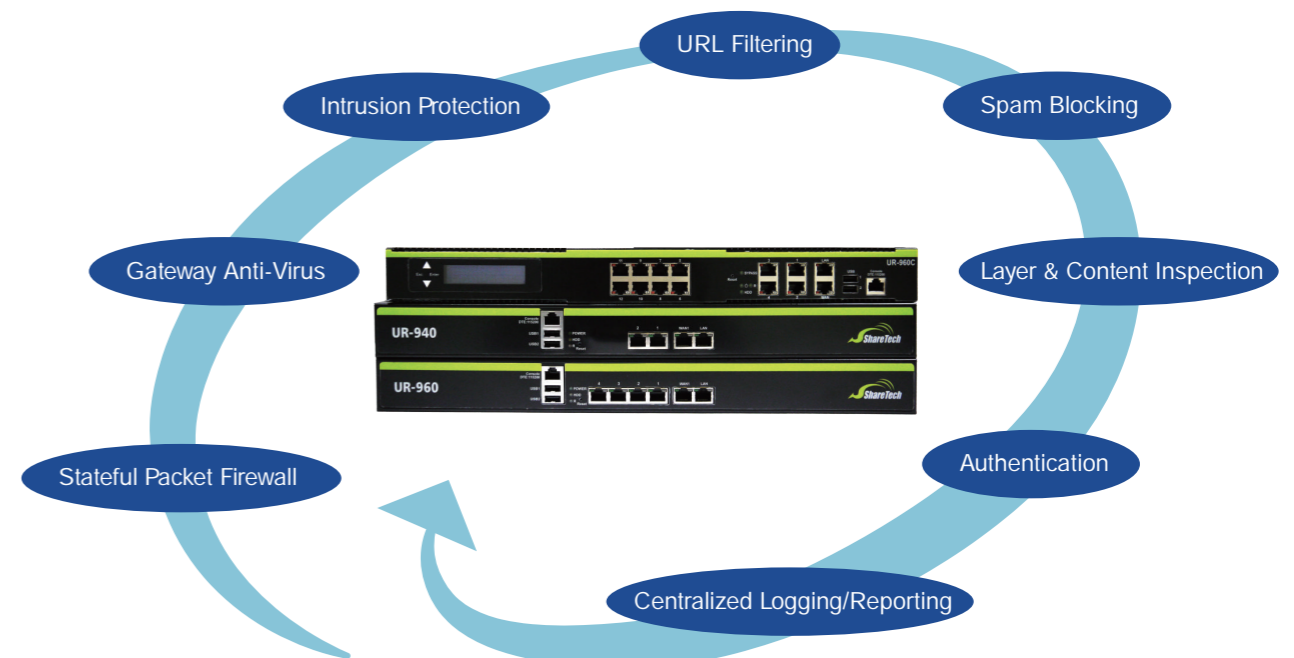 URL Filtering
Intrusion Protection
Spam Blocking
Gateway Anti-Virus
Layer & Content Inspection
UR-960C
UR-940
ShareTech
UR-960
ShareTech
Stateful Packet Firewall
Authentication
Centralized Logging/Reporting